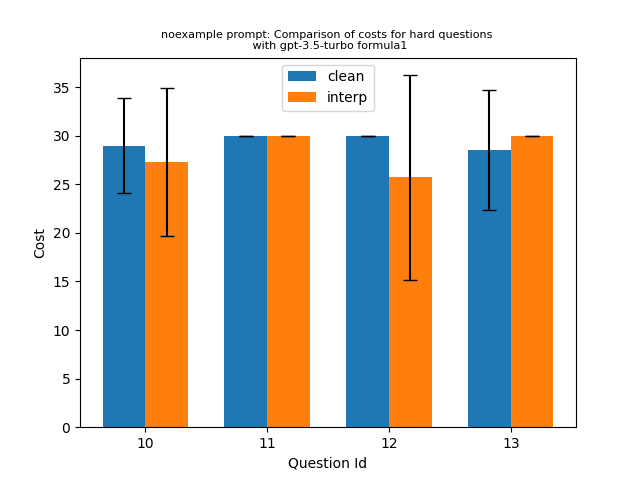 noexample prompt: Comparison of costs for hard questions
with gpt-3.5-turbo formula1
clean
interp
35
30
25
20
15
10
5
0
Cost
10 11 12 13
Question Id